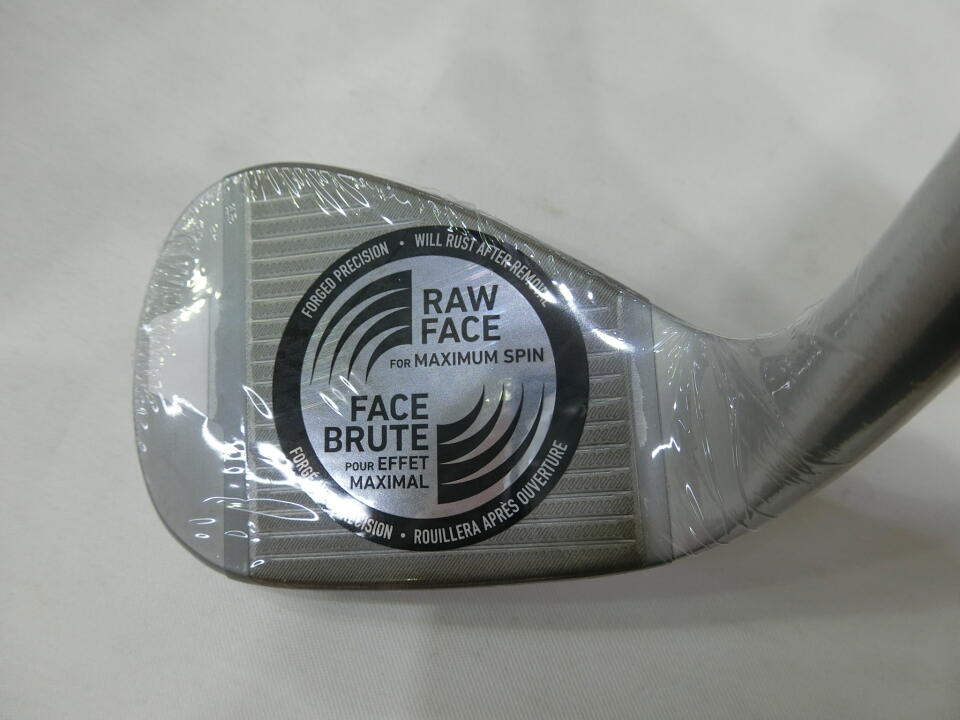 FORGED PRECISION • WILL RUST AFTER REMOVAL
RAW
FACE
FOR MAXIMUM SPIN
FACE
BRUTE
POUR EFFET
MAXIMAL
PRECISION • ROUILLERA APRÈS OUVERTURE